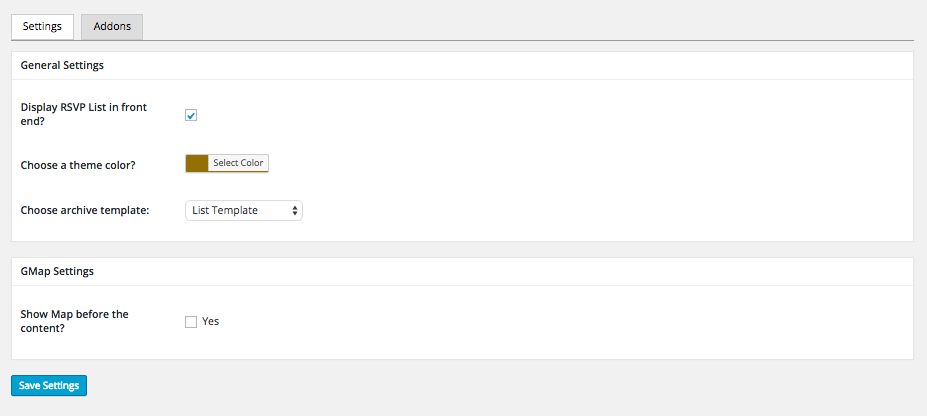 Settings
Addons
General Settings
Display RSVP List in front
end?
Choose a theme color?
Select Color
Choose archive template:
List Template
GMap Settings
Show Map before the
content?
Yes
Save Settings